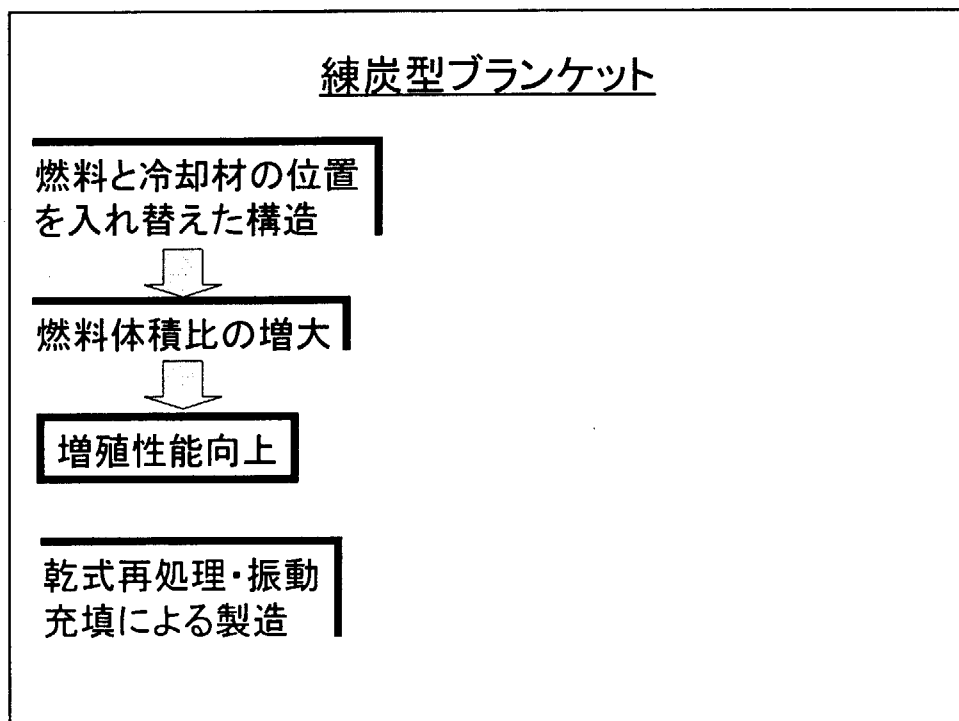 練炭型ブランケット
燃料と冷却材の位置
を入れ替えた構造
燃料体積比の増大
増殖性能向上
乾式再処理・振動
充填による製造